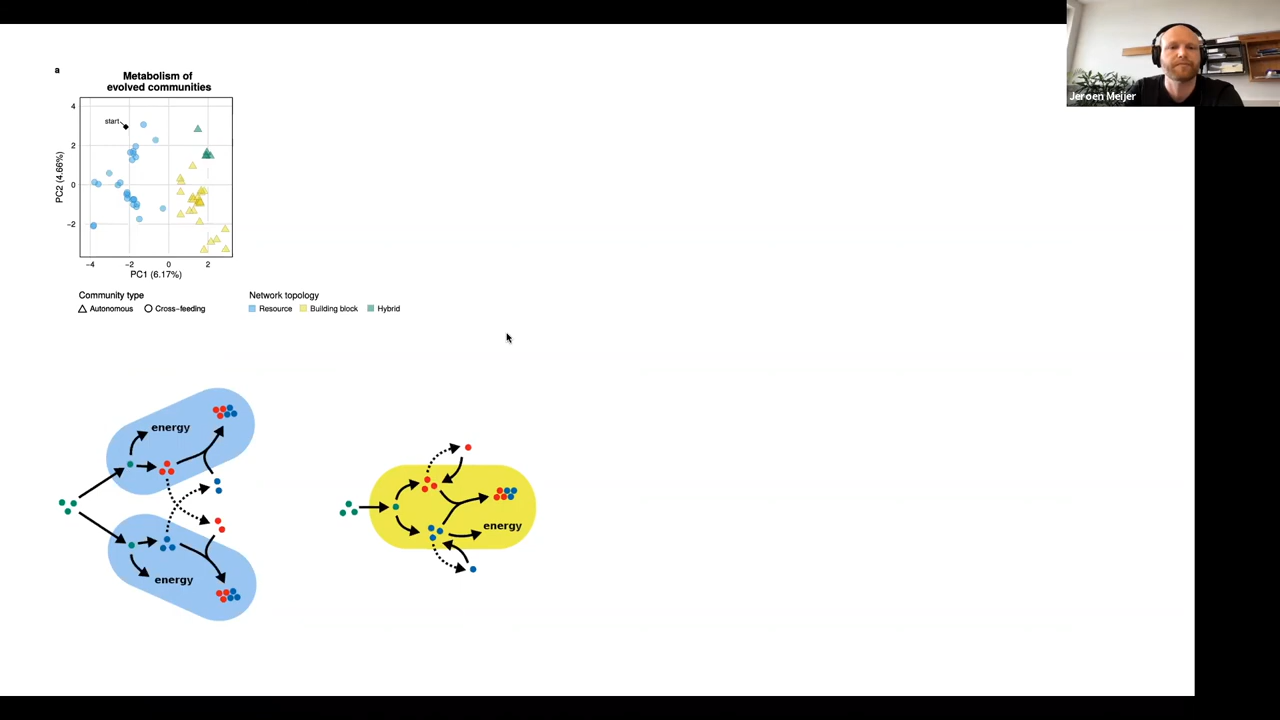 a
Metabolism of
evolved communities
4
2
0
−2
PC2 (4.66%)
start
−4
−2
0
2
PC1 (6.17%)
Community type
Autonomous
Cross−feeding
Network topology
Resource
Building block
Hybrid
energy
energy
energy
Jeroen Meijer